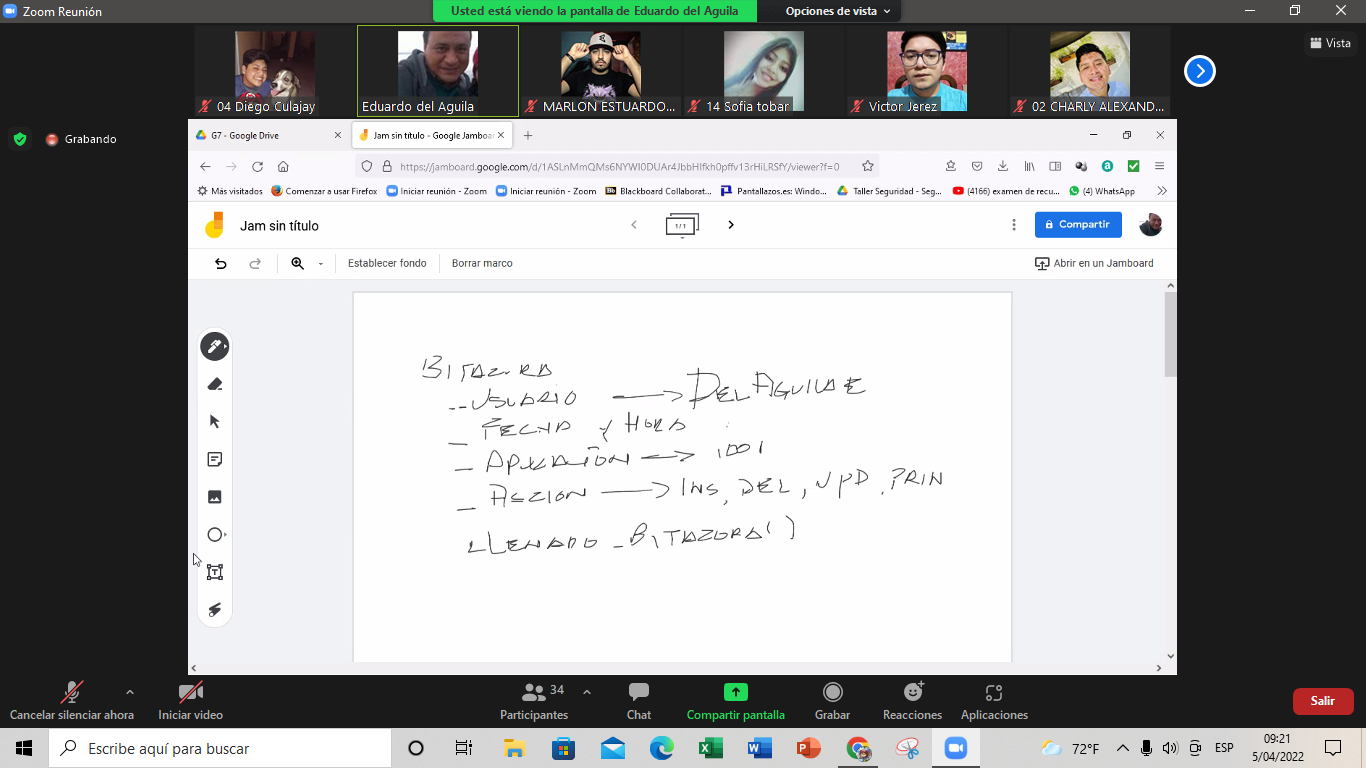 Zoom Reunión
Usted está viendo la pantalla de Eduardo del Aguila
Opciones de vista
Vista
04 Diego Culajay
Eduardo del Aguila
MARLON ESTUARDO...
14 Sofia tobar
Victor Jerez
02 CHARLY ALEXAND...
Grabando
G7 - Google Drive
Jam sin título - Google Jamboar
https://jamboard.google.com/d/1ASLnMmQMs6NYWI0DUAr4JbbHIfkh0pffv13rHiLRSfY/viewer?f=0
Más visitados
Comenzar a usar Firefox
Iniciar reunión - Zoom
Iniciar reunión - Zoom
Blackboard Collaborat...
Pantallazos.es: Windo...
Taller Seguridad - Seg...
(4166) examen de recu...
(4) WhatsApp
Jam sin título
1/1
Compartir
Establecer fondo
Borrar marco
Abrir en un Jamboard
BITAZORA
-- USUARIO → DEL AGUILA E
- FECHA Y HORA
- APLICACIÓN → 1001
- ACCION → INS, DEL, UPD, PRIN
LLENADO - BITAZORA()
Cancelar silenciar ahora
Iniciar video
34
Participantes
Chat
Compartir pantalla
Grabar
Reacciones
Aplicaciones
Salir
Escribe aquí para buscar
72°F
ESP
09:21
5/04/2022